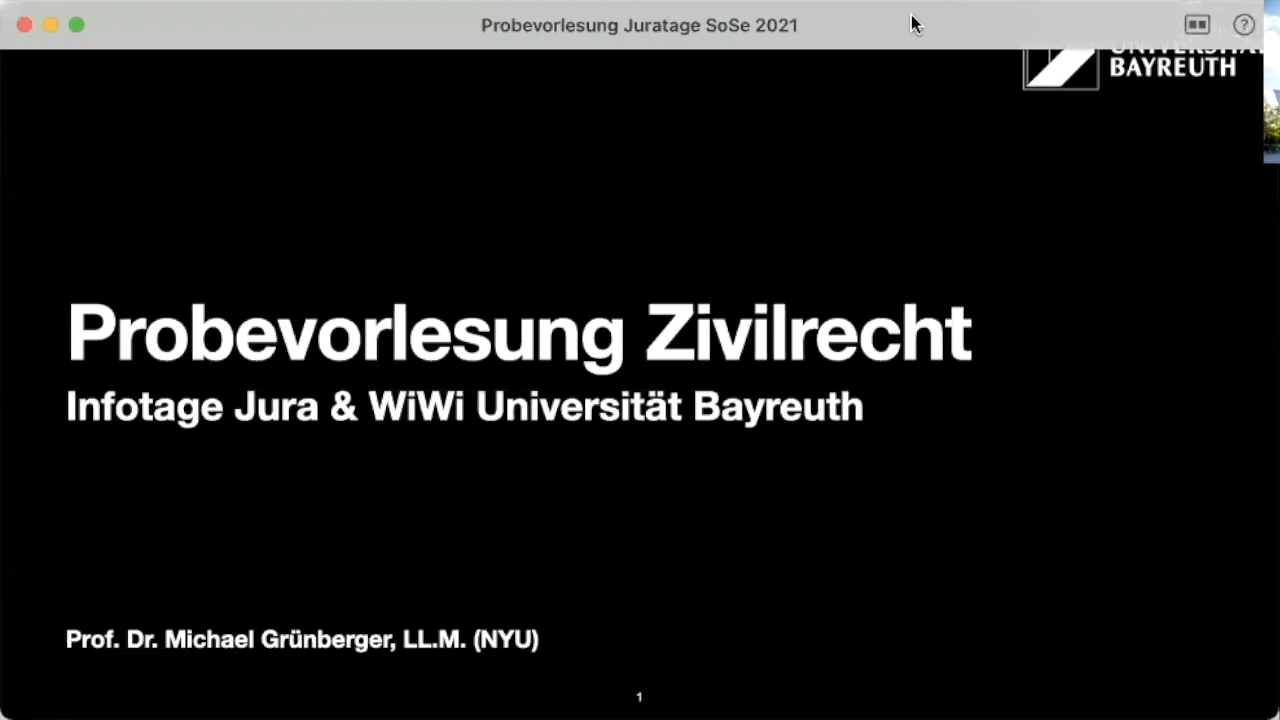 Probevorlesung Juratage SoSe 2021
BAYREUTH
Probevorlesung Zivilrecht
Infotage Jura & WiWi Universität Bayreuth
Prof. Dr. Michael Grünberger, LL.M. (NYU)
1